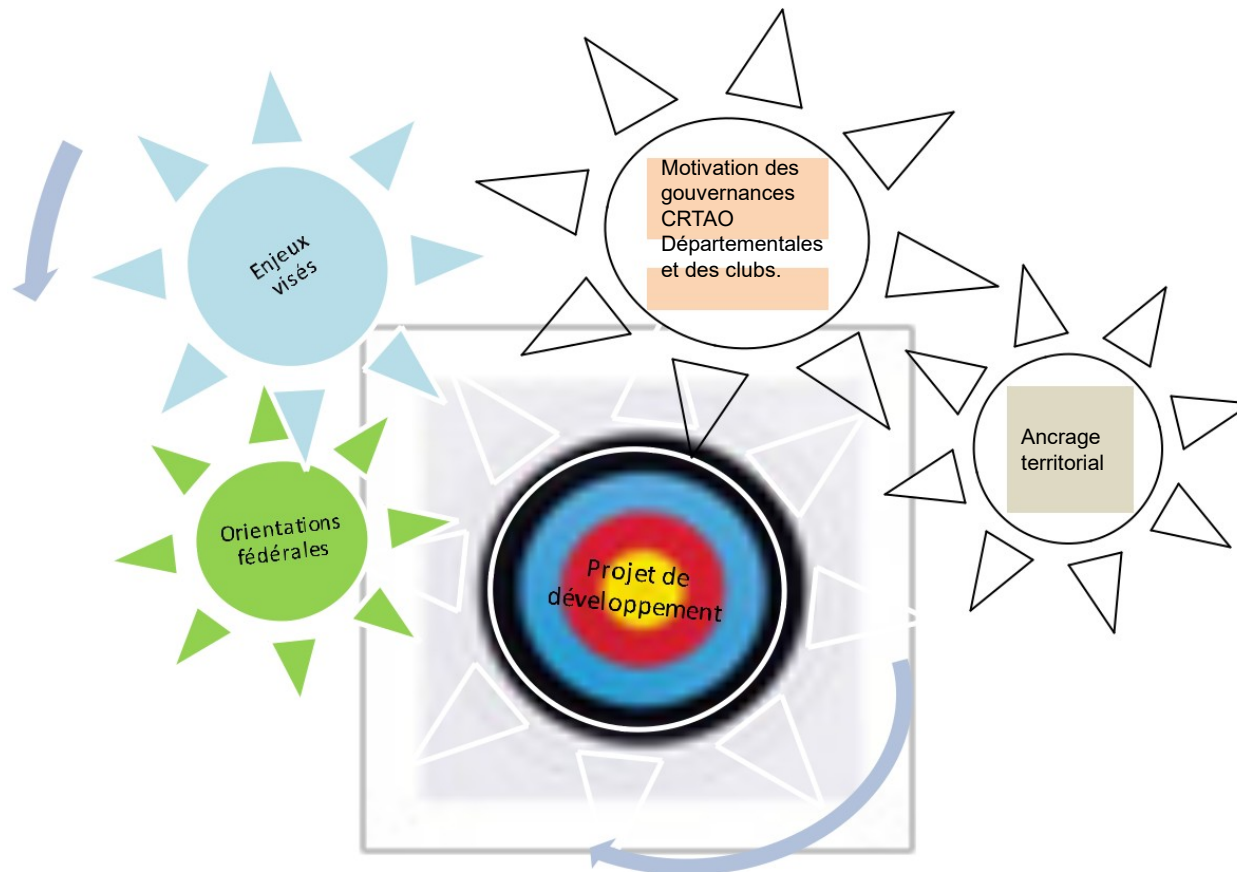 Enjeux
visés
Motivation des
gouvernances
CRTAO
Départementales
et des clubs.
Ancrage
territorial
Orientations
fédérales
Projet de
développement